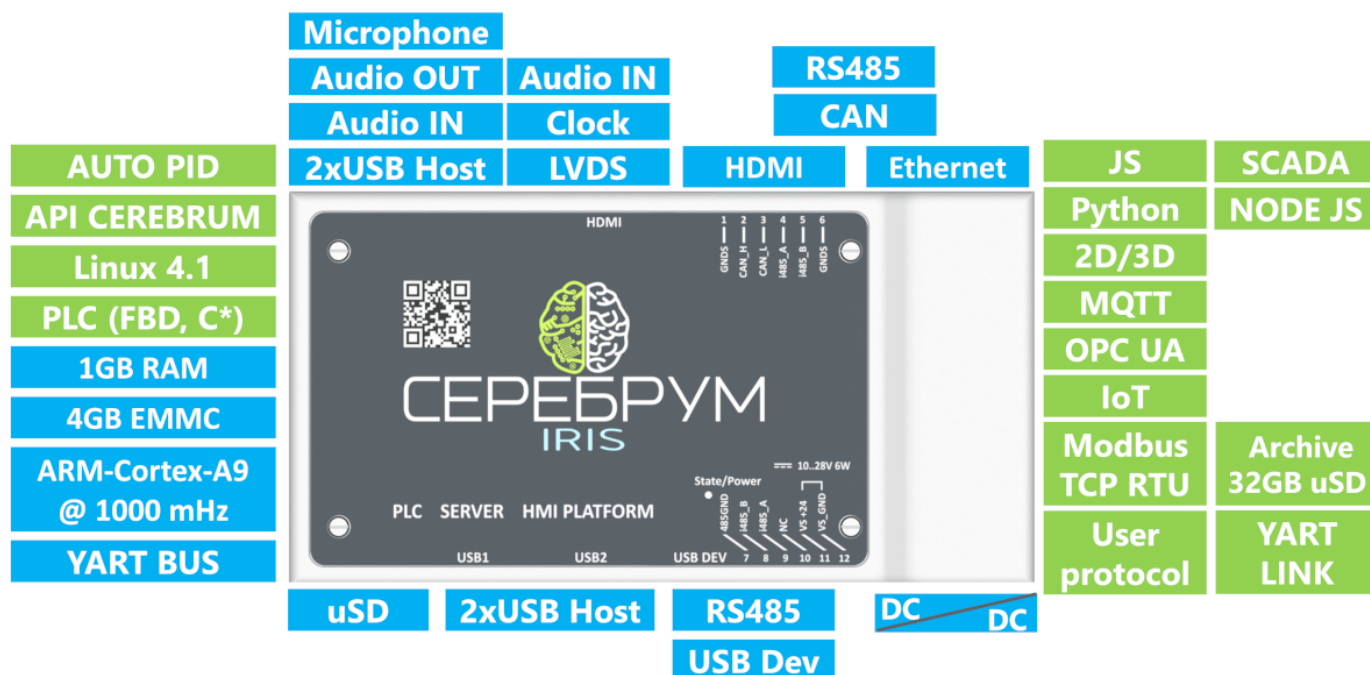 Microphone
Audio OUT
Audio IN
RS485
Audio IN
Clock
CAN
2xUSB Host
LVDS
HDMI
Ethernet
AUTO PID
API CEREBRUM
Linux 4.1
PLC (FBD, C*)
1GB RAM
4GB EMMC
ARM-Cortex-A9
@ 1000 mHz
YART BUS
HDMI
1 2 3 4 5 6
GNDS CAN_H CAN_L i485_A i485_B GNDS
СЕРЕБРУМ
IRIS
10..28V 6W
State/Power
485GND i485_B i485_A NC VS +24 VS_GND
PLC SERVER HMI PLATFORM
USB1 USB2 USB DEV 7 8 9 10 11 12
JS
SCADA
Python
NODE JS
2D/3D
MQTT
OPC UA
IoT
Modbus
TCP RTU
Archive
32GB uSD
User
protocol
YART
LINK
uSD
2xUSB Host
RS485
DC
DC
USB Dev